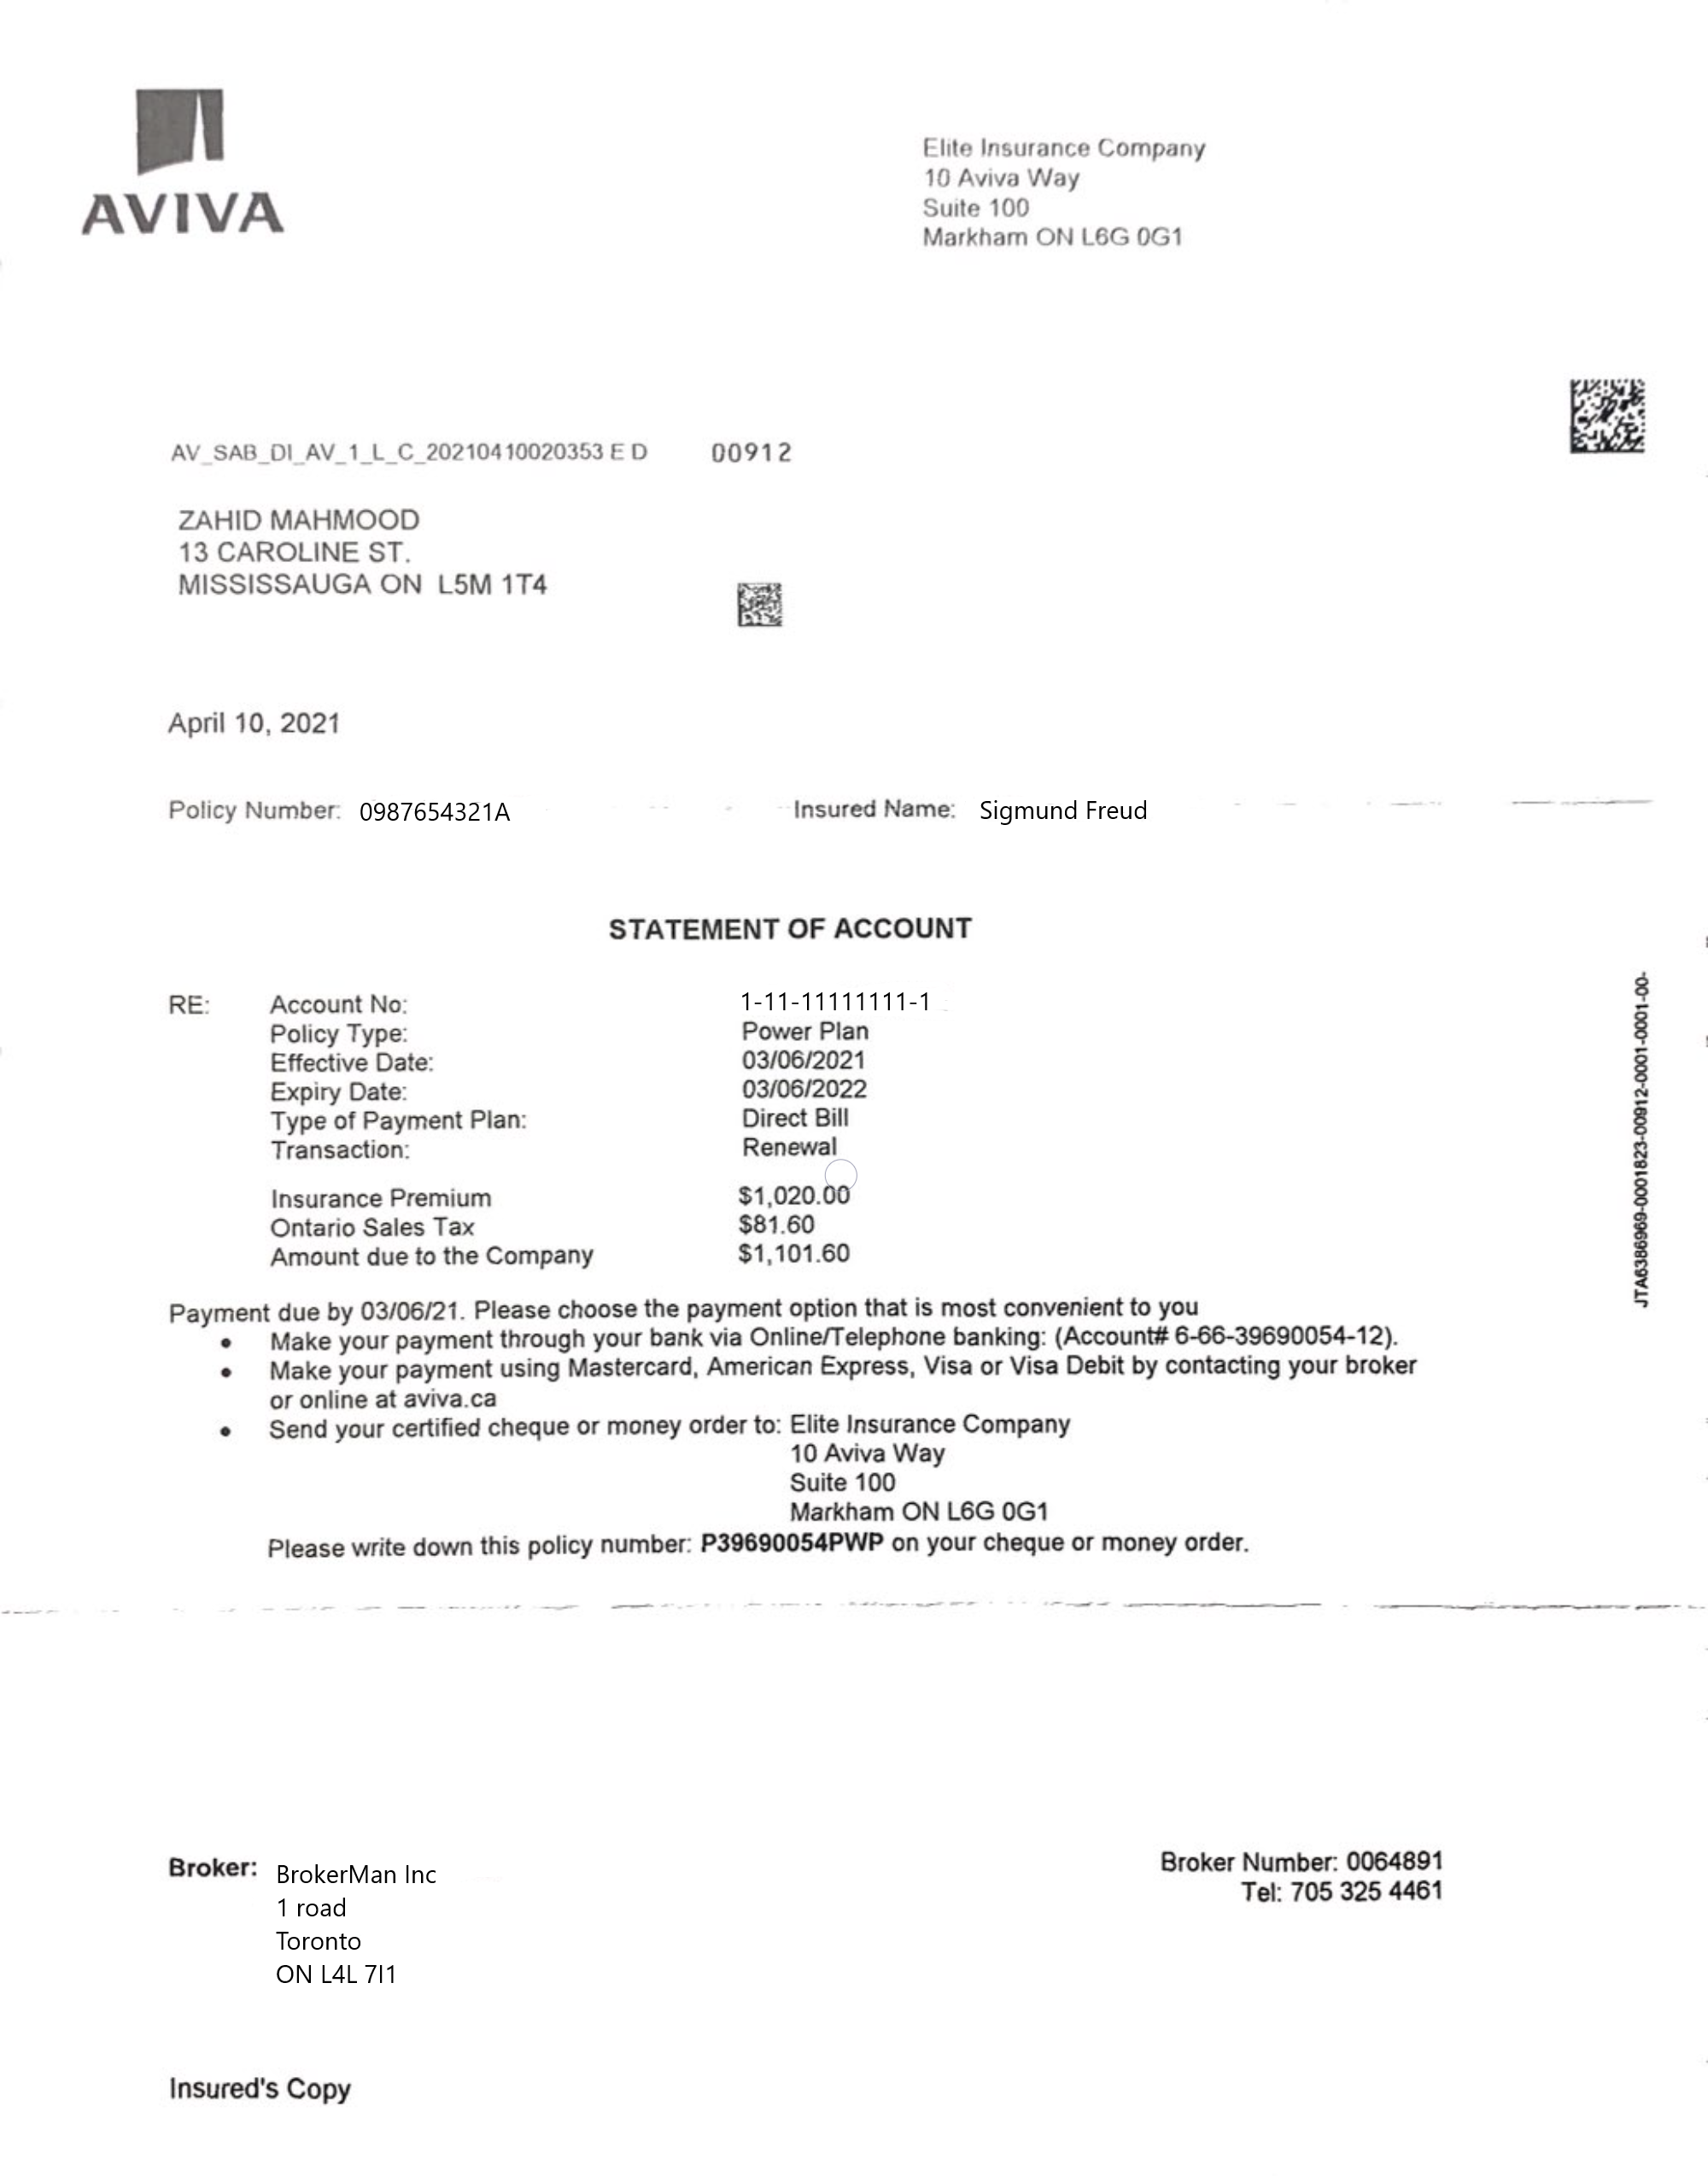 AVIVA
Elite Insurance Company
10 Aviva Way
Suite 100
Markham ON L6G 0G1
AV_SAB_DI_AV_1_L_C_20210410020353 E D 00912
ZAHID MAHMOOD
13 CAROLINE ST.
MISSISSAUGA ON L5M 1T4
April 10, 2021
Policy Number: 0987654321A Insured Name: Sigmund Freud
STATEMENT OF ACCOUNT
RE: Account No: 1-11-11111111-1
Policy Type: Power Plan
Effective Date: 03/06/2021
Expiry Date: 03/06/2022
Type of Payment Plan: Direct Bill
Transaction: Renewal
Insurance Premium $1,020.00
Ontario Sales Tax $81.60
Amount due to the Company $1,101.60
Payment due by 03/06/21. Please choose the payment option that is most convenient to you
• Make your payment through your bank via Online/Telephone banking: (Account# 6-66-39690054-12).
• Make your payment using Mastercard, American Express, Visa or Visa Debit by contacting your broker
or online at aviva.ca
• Send your certified cheque or money order to: Elite Insurance Company
10 Aviva Way
Suite 100
Markham ON L6G 0G1
Please write down this policy number: P39690054PWP on your cheque or money order.
JTA6386969-0001823-00912-0001-0001-00-
Broker: BrokerMan Inc
1 road
Toronto
ON L4L 7I1
Broker Number: 0064891
Tel: 705 325 4461
Insured's Copy